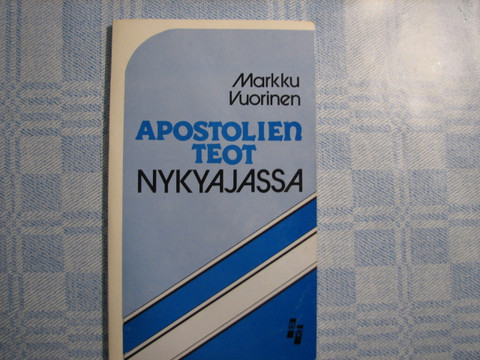 Markku
Vuorinen
APOSTOLIEN
TEOT
NYKYAJASSA